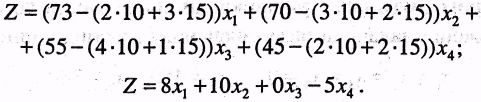 Z = (73 – (2·10 + 3·15))x₁ + (70 – (3·10 + 2·15))x₂ +
+ (55 – (4·10 + 1·15))x₃ + (45 – (2·10 + 2·15))x₄;
Z = 8x₁ + 10x₂ + 0x₃ – 5x₄.